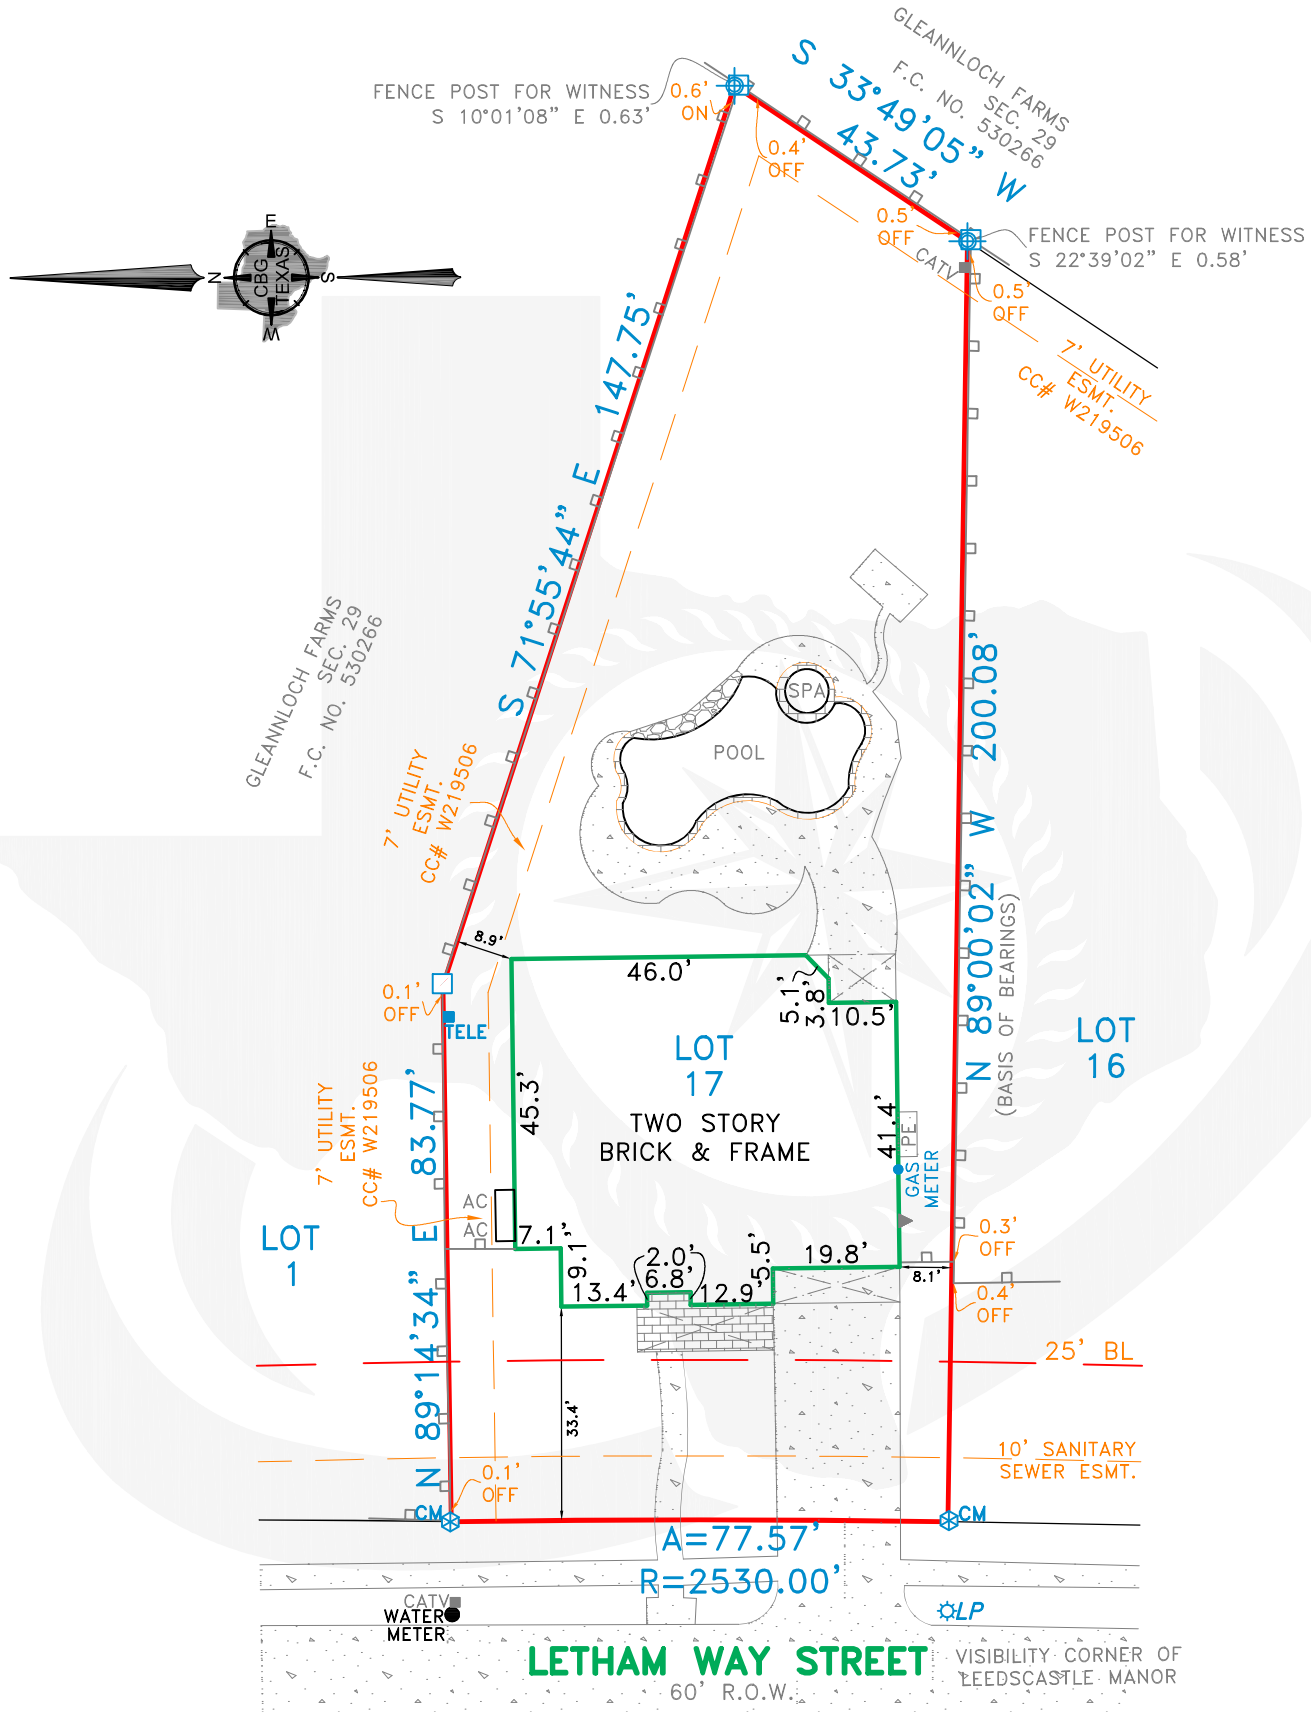 GLEANNLOCH FARMS
SEC. 29
F.C. NO. 530266
S 33°49'05" W
43.73'
FENCE POST FOR WITNESS
S 10°01'08" E 0.63'
0.6'
ON
0.4'
OFF
0.5'
OFF
CATV
FENCE POST FOR WITNESS
S 22°39'02" E 0.58'
0.5'
OFF
7' UTILITY
ESMT.
CC# W219506
E
N
CBG
TEXAS
S
W
S 71°55'44" E 147.75'
GLEANNLOCH FARMS
SEC. 29
F.C. NO. 530266
7' UTILITY
ESMT.
CC# W219506
SPA
POOL
N 89°00'02" W 200.08'
(BASIS OF BEARINGS)
8.9'
46.0'
5.1'
3.8'
10.5'
0.1'
OFF
TELE
LOT
17
TWO STORY
BRICK & FRAME
LOT
16
45.3'
41.4'
PE
GAS
METER
7' UTILITY
ESMT.
CC# W219506
N 89°14'34" E 83.77'
AC
AC
LOT
1
7.1'
9.1'
13.4'
2.0'
6.8'
12.9'
5.5'
19.8'
8.1'
0.3'
OFF
0.4'
OFF
25' BL
33.4'
10' SANITARY
SEWER ESMT.
0.1'
OFF
CM
CM
A=77.57'
R=2530.00'
CATV
WATER
METER
LP
LETHAM WAY STREET
60' R.O.W.
VISIBILITY CORNER OF
LEEDSCASTLE MANOR